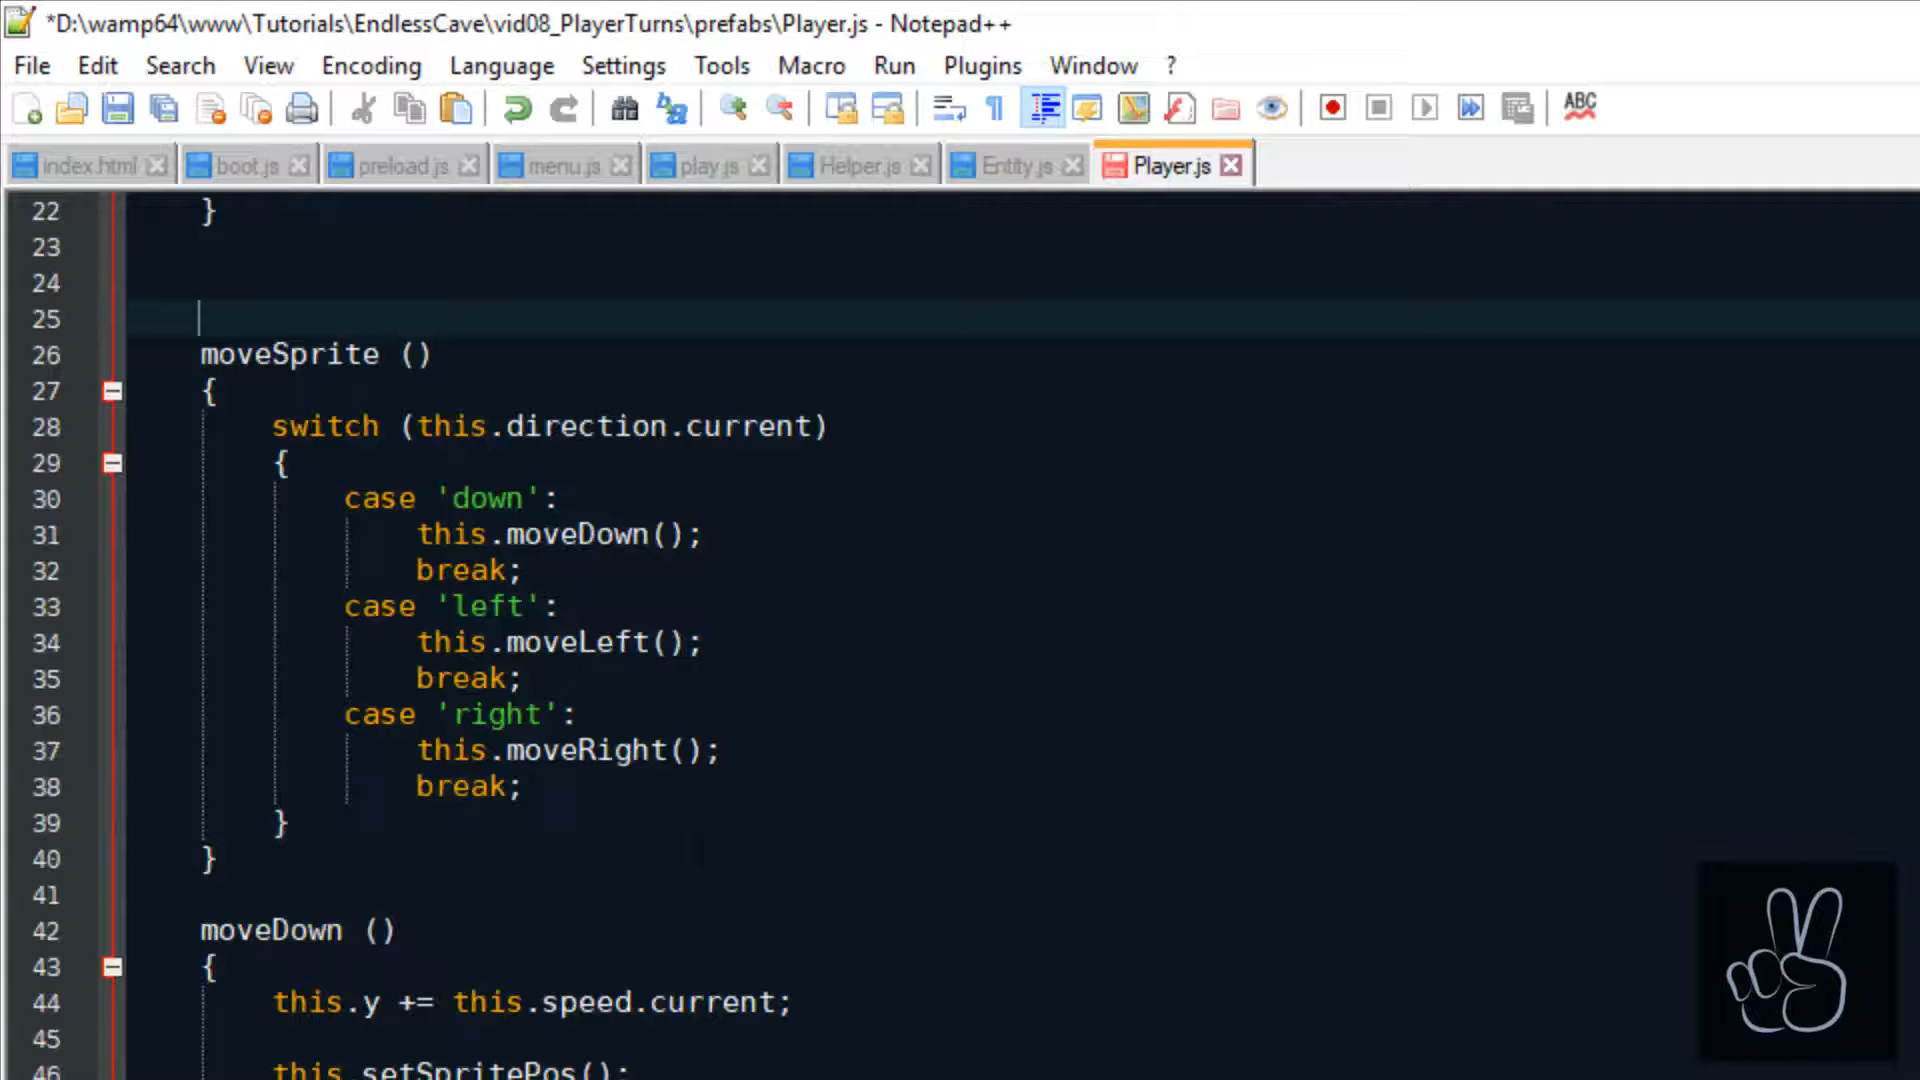 *D:\wamp64\www\Tutorials\EndlessCave\vid08_PlayerTurns\prefabs\Player.js - Notepad++
File Edit Search View Encoding Language Settings Tools Macro Run Plugins Window ?
ABC
index.html boot.js preload.js menu.js play.js Helper.js Entity.js Player.js
22 }
23
24
25
26 moveSprite ()
27 {
28 switch (this.direction.current)
29 {
30 case 'down':
31 this.moveDown();
32 break;
33 case 'left':
34 this.moveLeft();
35 break;
36 case 'right':
37 this.moveRight();
38 break;
39 }
40 }
41
42 moveDown ()
43 {
44 this.y += this.speed.current;
45
46 this.setSpritePos();